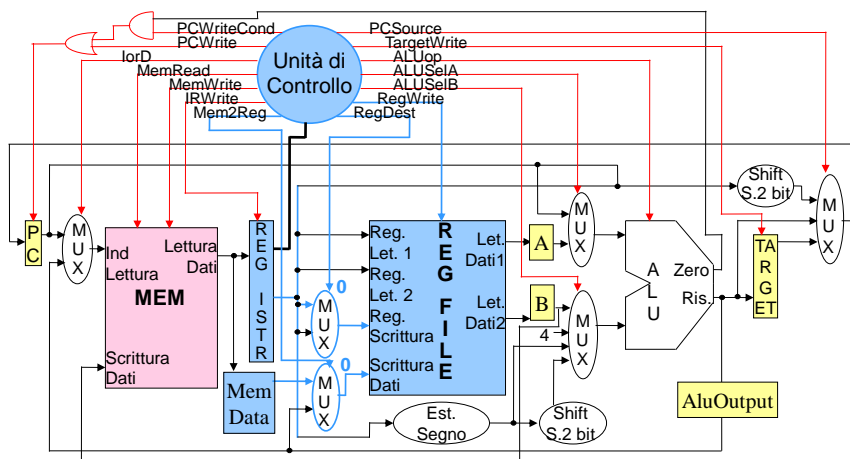 PCWriteCond
PCWrite
IorD
MemRead
MemWrite
IRWrite
Mem2Reg
Unità di
Controllo
PCSource
TargetWrite
ALUop
ALUSelA
ALUSelB
RegWrite
RegDest
P
C
M
U
X
Ind
Lettura
Lettura
Dati
MEM
Scrittura
Dati
R
E
G
I
S
T
R
Mem
Data
0
M
U
X
0
M
U
X
Reg.
Let. 1
Reg.
Let. 2
Reg.
Scrittura
Scrittura
Dati
R
E
G
F
I
L
E
Let.
Dati1
Let.
Dati2
A
B
M
U
X
4
M
U
X
Est.
Segno
Shift
S.2 bit
A
L
U
Zero
Ris.
Shift
S.2 bit
M
U
X
TA
R
G
ET
AluOutput